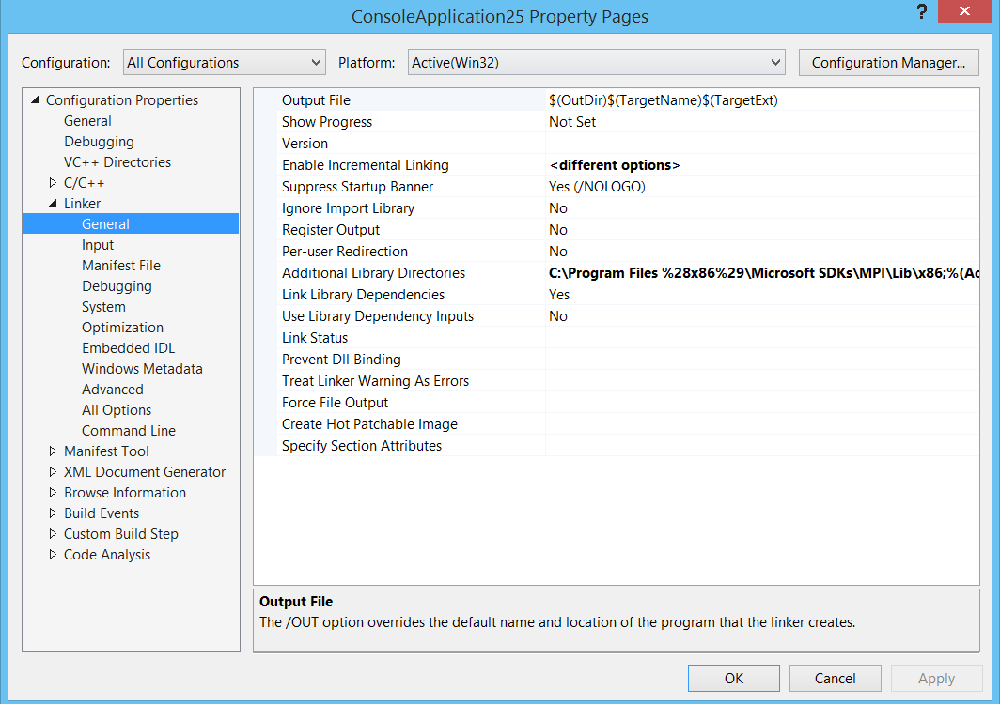 ConsoleApplication25 Property Pages
?
Configuration: All Configurations Platform: Active(Win32) Configuration Manager...
Configuration Properties
General
Debugging
VC++ Directories
C/C++
Linker
General
Input
Manifest File
Debugging
System
Optimization
Embedded IDL
Windows Metadata
Advanced
All Options
Command Line
Manifest Tool
XML Document Generator
Browse Information
Build Events
Custom Build Step
Code Analysis
Output File $(OutDir)$(TargetName)$(TargetExt)
Show Progress Not Set
Version
Enable Incremental Linking <different options>
Suppress Startup Banner Yes (/NOLOGO)
Ignore Import Library No
Register Output No
Per-user Redirection No
Additional Library Directories C:\Program Files %28x86%29\Microsoft SDKs\MPI\Lib\x86;%(Ac
Link Library Dependencies Yes
Use Library Dependency Inputs No
Link Status
Prevent Dll Binding
Treat Linker Warning As Errors
Force File Output
Create Hot Patchable Image
Specify Section Attributes
Output File
The /OUT option overrides the default name and location of the program that the linker creates.
OK Cancel Apply